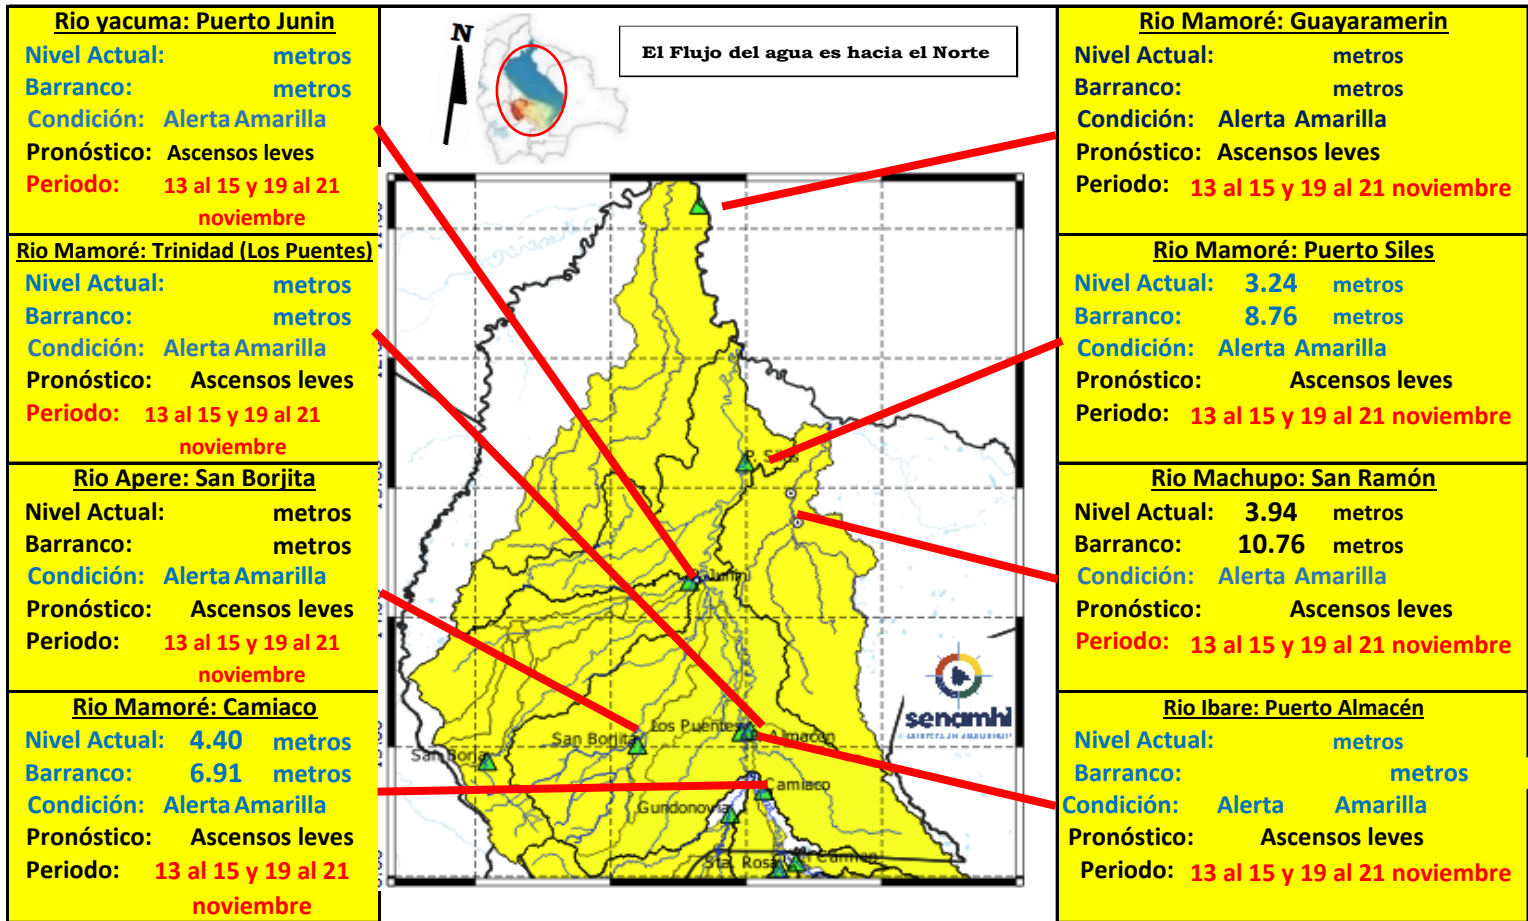 Rio yacuma: Puerto Junin
Nivel Actual: metros
Barranco: metros
Condición: Alerta Amarilla
Pronóstico: Ascensos leves
Periodo: 13 al 15 y 19 al 21
noviembre
Rio Mamoré: Trinidad (Los Puentes)
Nivel Actual: metros
Barranco: metros
Condición: Alerta Amarilla
Pronóstico: Ascensos leves
Periodo: 13 al 15 y 19 al 21
noviembre
Rio Apere: San Borjita
Nivel Actual: metros
Barranco: metros
Condición: Alerta Amarilla
Pronóstico: Ascensos leves
Periodo: 13 al 15 y 19 al 21
noviembre
Rio Mamoré: Camiaco
Nivel Actual: 4.40 metros
Barranco: 6.91 metros
Condición: Alerta Amarilla
Pronóstico: Ascensos leves
Periodo: 13 al 15 y 19 al 21
noviembre
N
El Flujo del agua es hacia el Norte
P. Siles
Junini
Los Puentes
P. Almacen
San Borjita
San Borja
Camiaco
Gundonovia
Sta. Rosa
Carmen
senamhi
Rio Mamoré: Guayaramerin
Nivel Actual: metros
Barranco: metros
Condición: Alerta Amarilla
Pronóstico: Ascensos leves
Periodo: 13 al 15 y 19 al 21 noviembre
Rio Mamoré: Puerto Siles
Nivel Actual: 3.24 metros
Barranco: 8.76 metros
Condición: Alerta Amarilla
Pronóstico: Ascensos leves
Periodo: 13 al 15 y 19 al 21 noviembre
Rio Machupo: San Ramón
Nivel Actual: 3.94 metros
Barranco: 10.76 metros
Condición: Alerta Amarilla
Pronóstico: Ascensos leves
Periodo: 13 al 15 y 19 al 21 noviembre
Rio Ibare: Puerto Almacén
Nivel Actual: metros
Barranco: metros
Condición: Alerta Amarilla
Pronóstico: Ascensos leves
Periodo: 13 al 15 y 19 al 21 noviembre